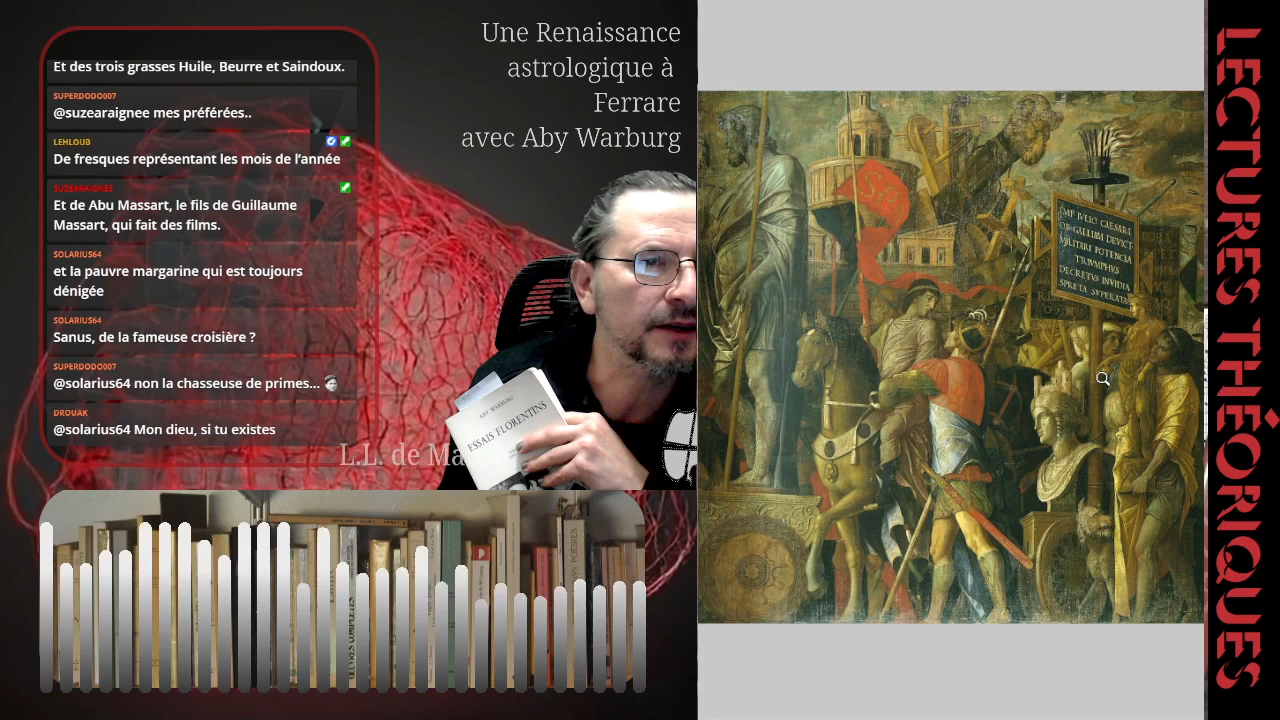 Une Renaissance
astrologique à
Ferrare
avec Aby Warburg
Et des trois grasses Huile, Beurre et Saindoux.
SUPERDODO007
@suzearaignee mes préférées..
LEHLOUB
De fresques représentant les mois de l'année
SUZEARAIGNEE
Et de Abu Massart, le fils de Guillaume
Massart, qui fait des films.
SOLARIUS64
et la pauvre margarine qui est toujours
dénigée
SOLARIUS64
Sanus, de la fameuse croisière ?
SUPERDODO007
@solarius64 non la chasseuse de primes...
DROUAK
@solarius64 Mon dieu, si tu existes
L.L. de Ma
ABY WARBURG
ESSAIS FLORENTINS
IMP IVLIO CAESARI
OB GALLIAM DEVICT
MILITARI POTENCIA
TRIVMPHVS
DECRETVS INVIDIA
SPRETA SVPERATA
LECTURES THÉORIQUES